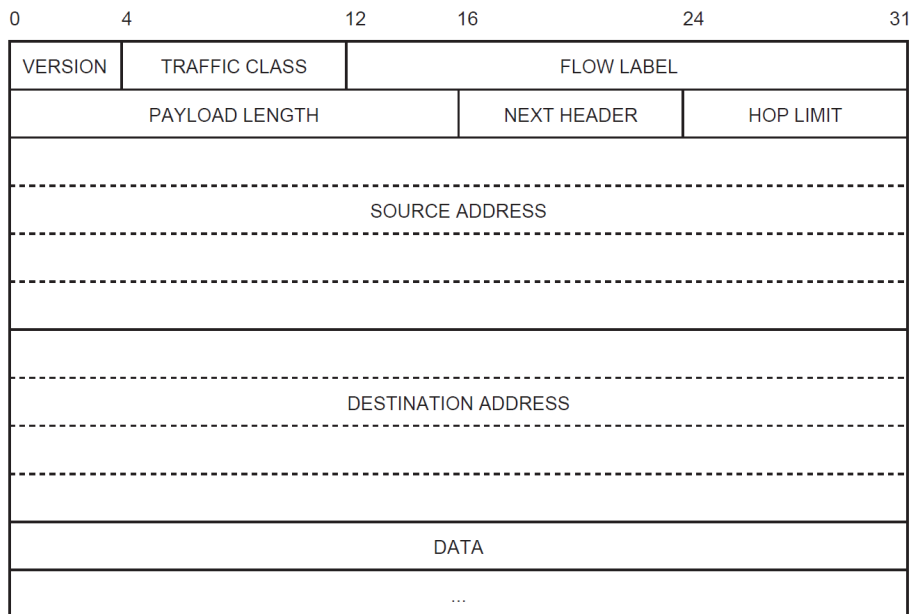 0 4 12 16 24 31
VERSION TRAFFIC CLASS FLOW LABEL
PAYLOAD LENGTH NEXT HEADER HOP LIMIT
SOURCE ADDRESS
DESTINATION ADDRESS
DATA
...